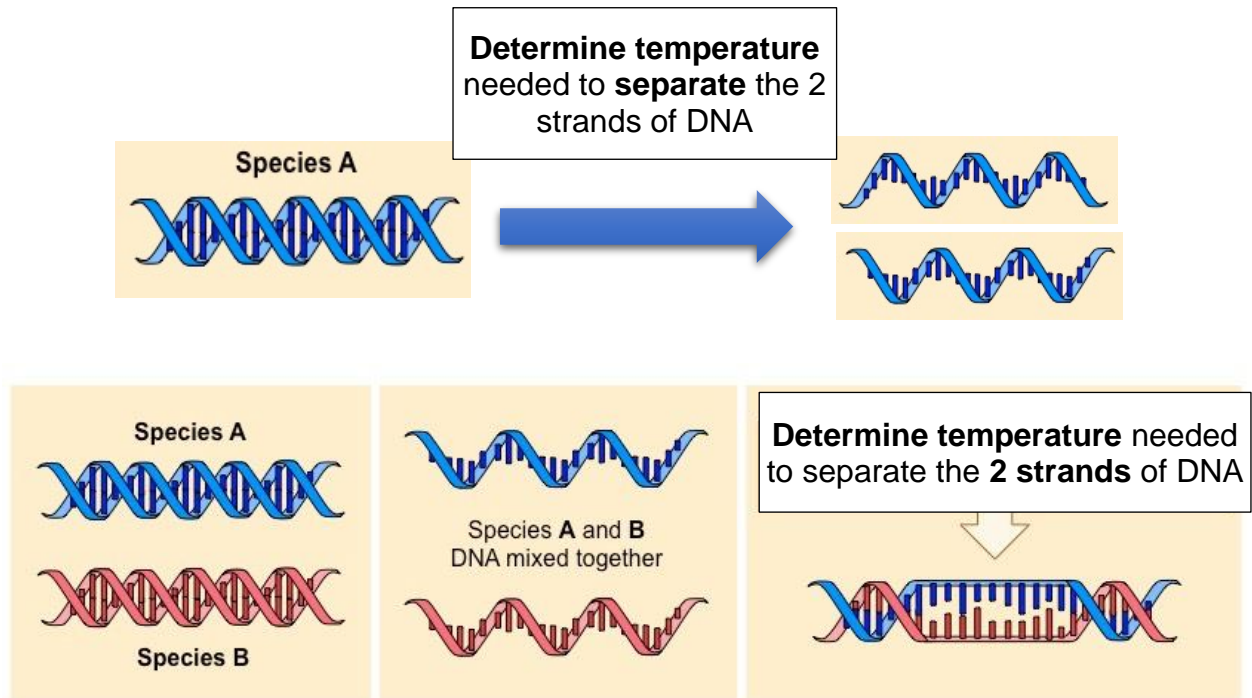 Determine temperature
needed to separate the 2
strands of DNA
Species A
Species A
Species B
Species A and B
DNA mixed together
Determine temperature needed
to separate the 2 strands of DNA